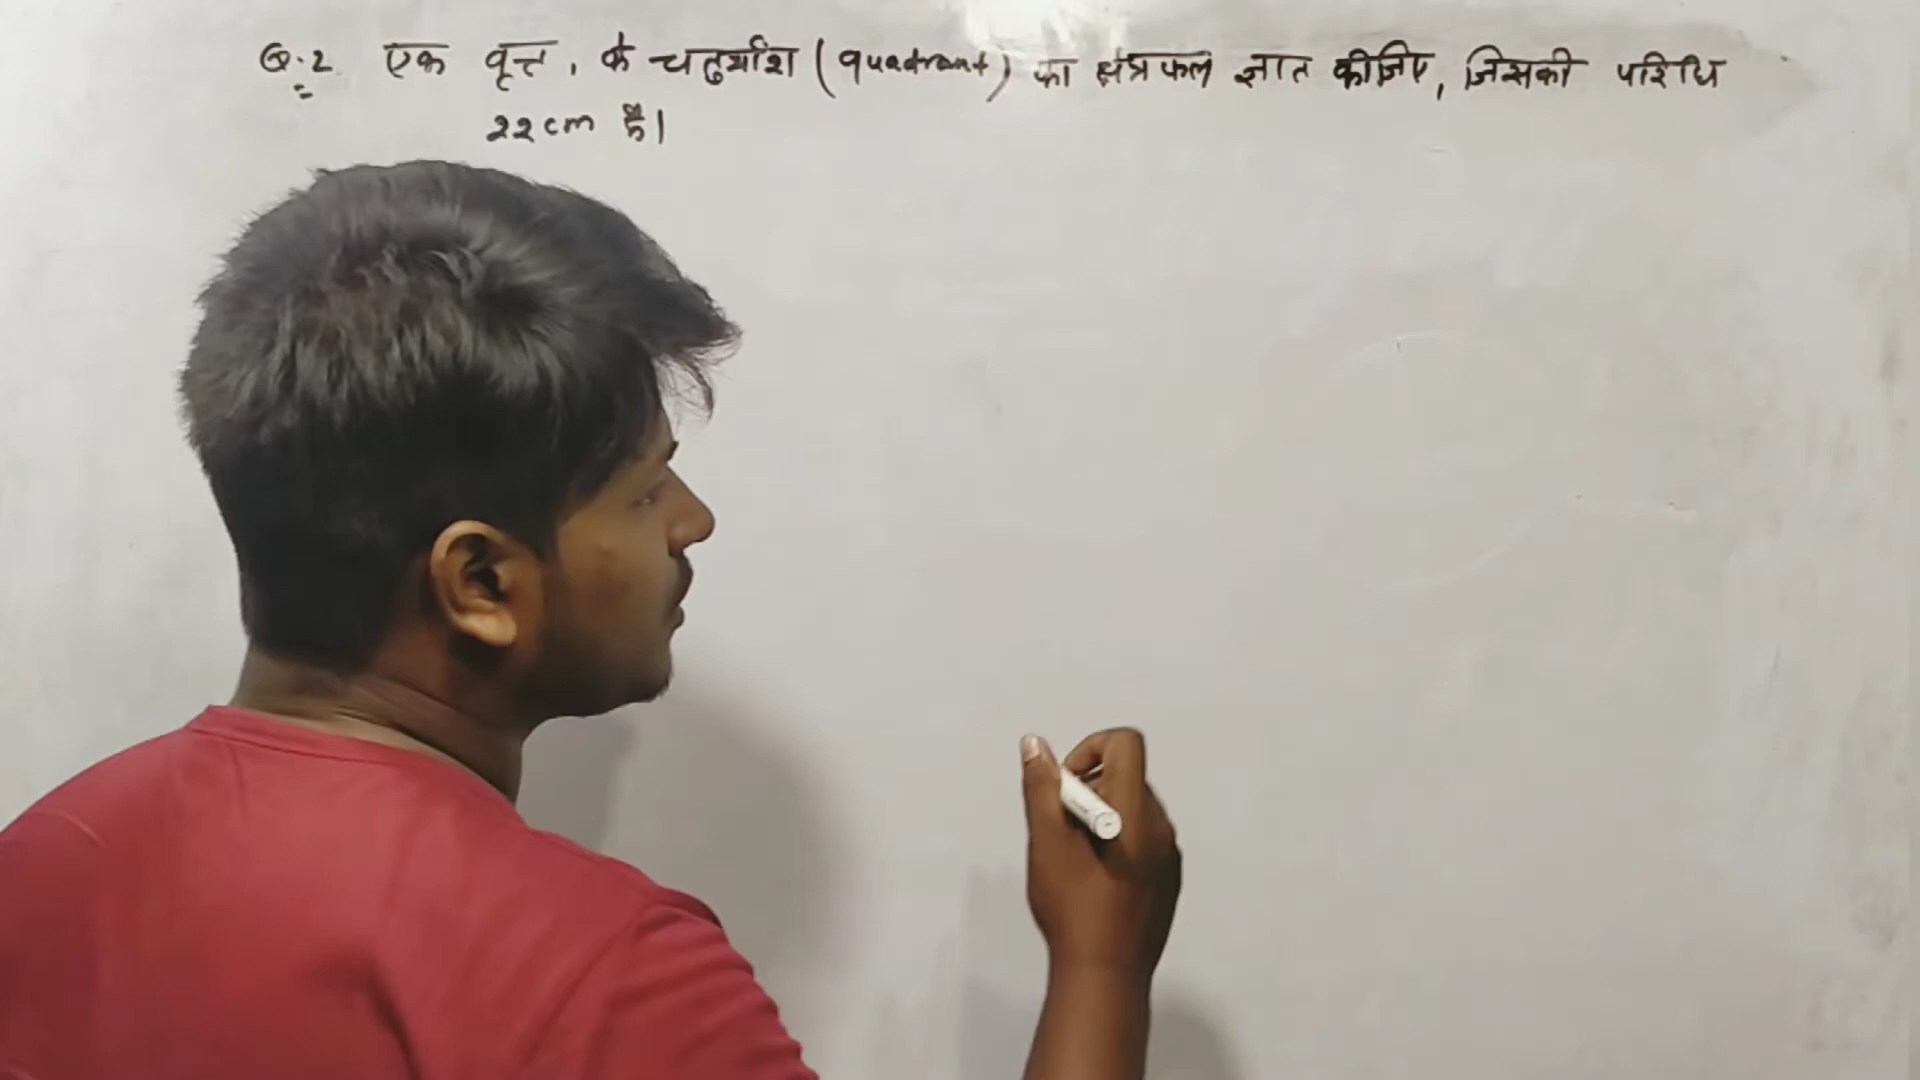 Q.2. एक वृत्त, के चतुर्थांश (quadrant) का क्षेत्रफल ज्ञात कीजिए, जिसकी परिधि
22cm है।